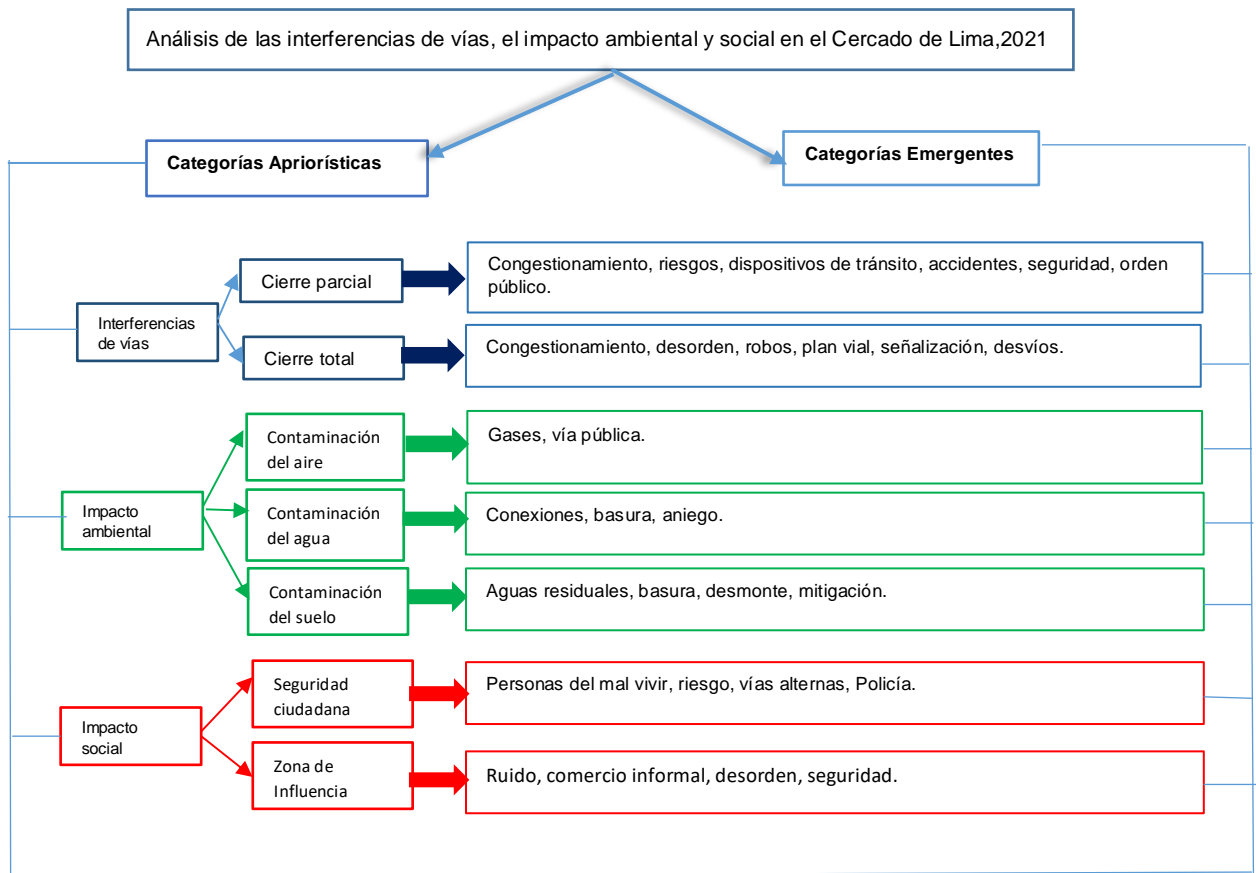 Análisis de las interferencias de vías, el impacto ambiental y social en el Cercado de Lima,2021
Categorías Apriorísticas
Categorías Emergentes
Interferencias
de vías
Cierre parcial
Congestionamiento, riesgos, dispositivos de tránsito, accidentes, seguridad, orden
público.
Cierre total
Congestionamiento, desorden, robos, plan vial, señalización, desvíos.
Impacto
ambiental
Contaminación
del aire
Gases, vía pública.
Contaminación
del agua
Conexiones, basura, aniego.
Contaminación
del suelo
Aguas residuales, basura, desmonte, mitigación.
Impacto
social
Seguridad
ciudadana
Personas del mal vivir, riesgo, vías alternas, Policía.
Zona de
Influencia
Ruido, comercio informal, desorden, seguridad.